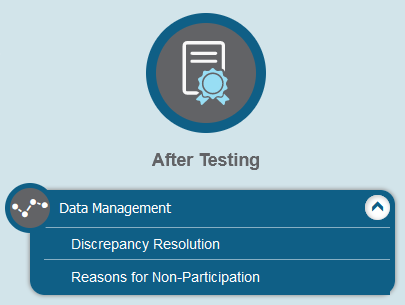 After Testing
Data Management
Discrepancy Resolution
Reasons for Non-Participation